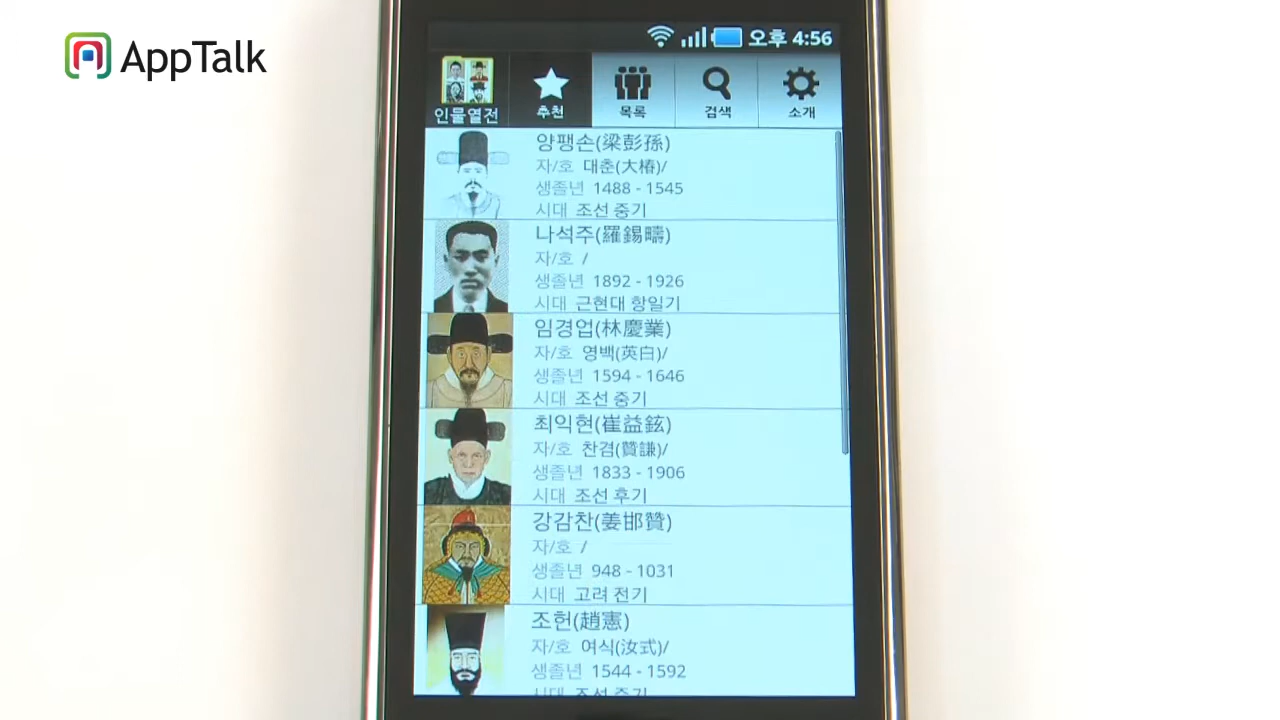 AppTalk
오후 4:56
인물열전
추천
목록
검색
소개
양팽손(梁彭孫)
자/호 대춘(大椿)/
생졸년 1488 - 1545
시대 조선 중기
나석주(羅錫疇)
자/호 /
생졸년 1892 - 1926
시대 근현대 항일기
임경업(林慶業)
자/호 영백(英白)/
생졸년 1594 - 1646
시대 조선 중기
최익현(崔益鉉)
자/호 찬겸(贊謙)/
생졸년 1833 - 1906
시대 조선 후기
강감찬(姜邯贊)
자/호 /
생졸년 948 - 1031
시대 고려 전기
조헌(趙憲)
자/호 여식(汝式)/
생졸년 1544 - 1592
시대 조선 중기